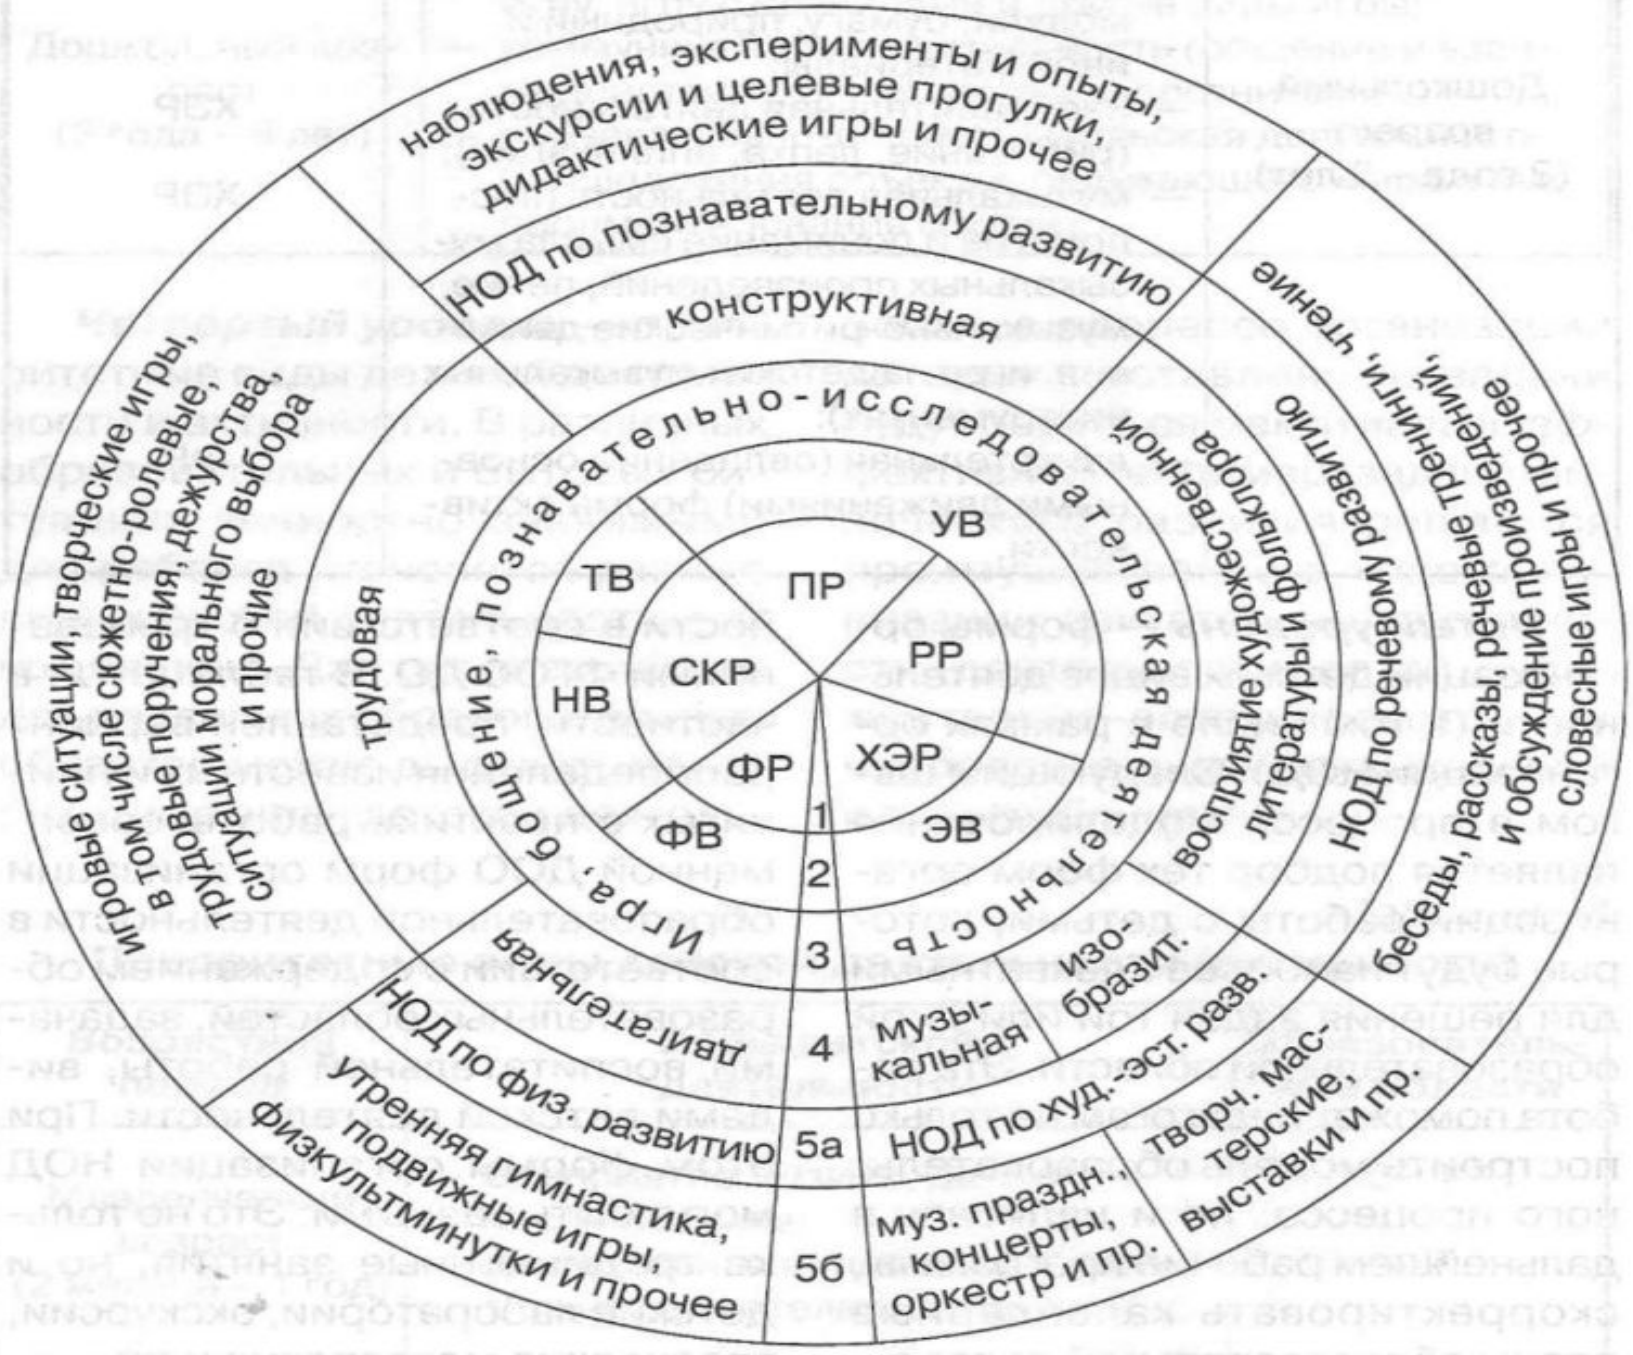 наблюдения, эксперименты и опыты,
экскурсии и целевые прогулки,
дидактические игры и прочее
НОД по познавательному развитию
конструктивная
Игра, общение, познавательно-исследовательская деятельность
УВ
ТВ
ПР
РР
СКР
НВ
ФР
ХЭР
ФВ
ЭВ
1
2
3
4
5а
5б
игровые ситуации, творческие игры,
в том числе сюжетно-ролевые,
трудовые поручения, дежурства,
ситуации морального выбора
и прочие
трудовая
беседы, рассказы, речевые тренинги, чтение
и обсуждение произведений,
словесные игры и прочее
НОД по речевому развитию
восприятие художественной
литературы и фольклора
двигательная
НОД по физ. развитию
утренняя гимнастика,
подвижные игры,
физкультминутки и прочее
музы-
кальная
изо-
бразит.
НОД по худ.-эст. разв.
муз. праздн.,
концерты,
оркестр и пр.
творч. мас-
терские,
выставки и пр.